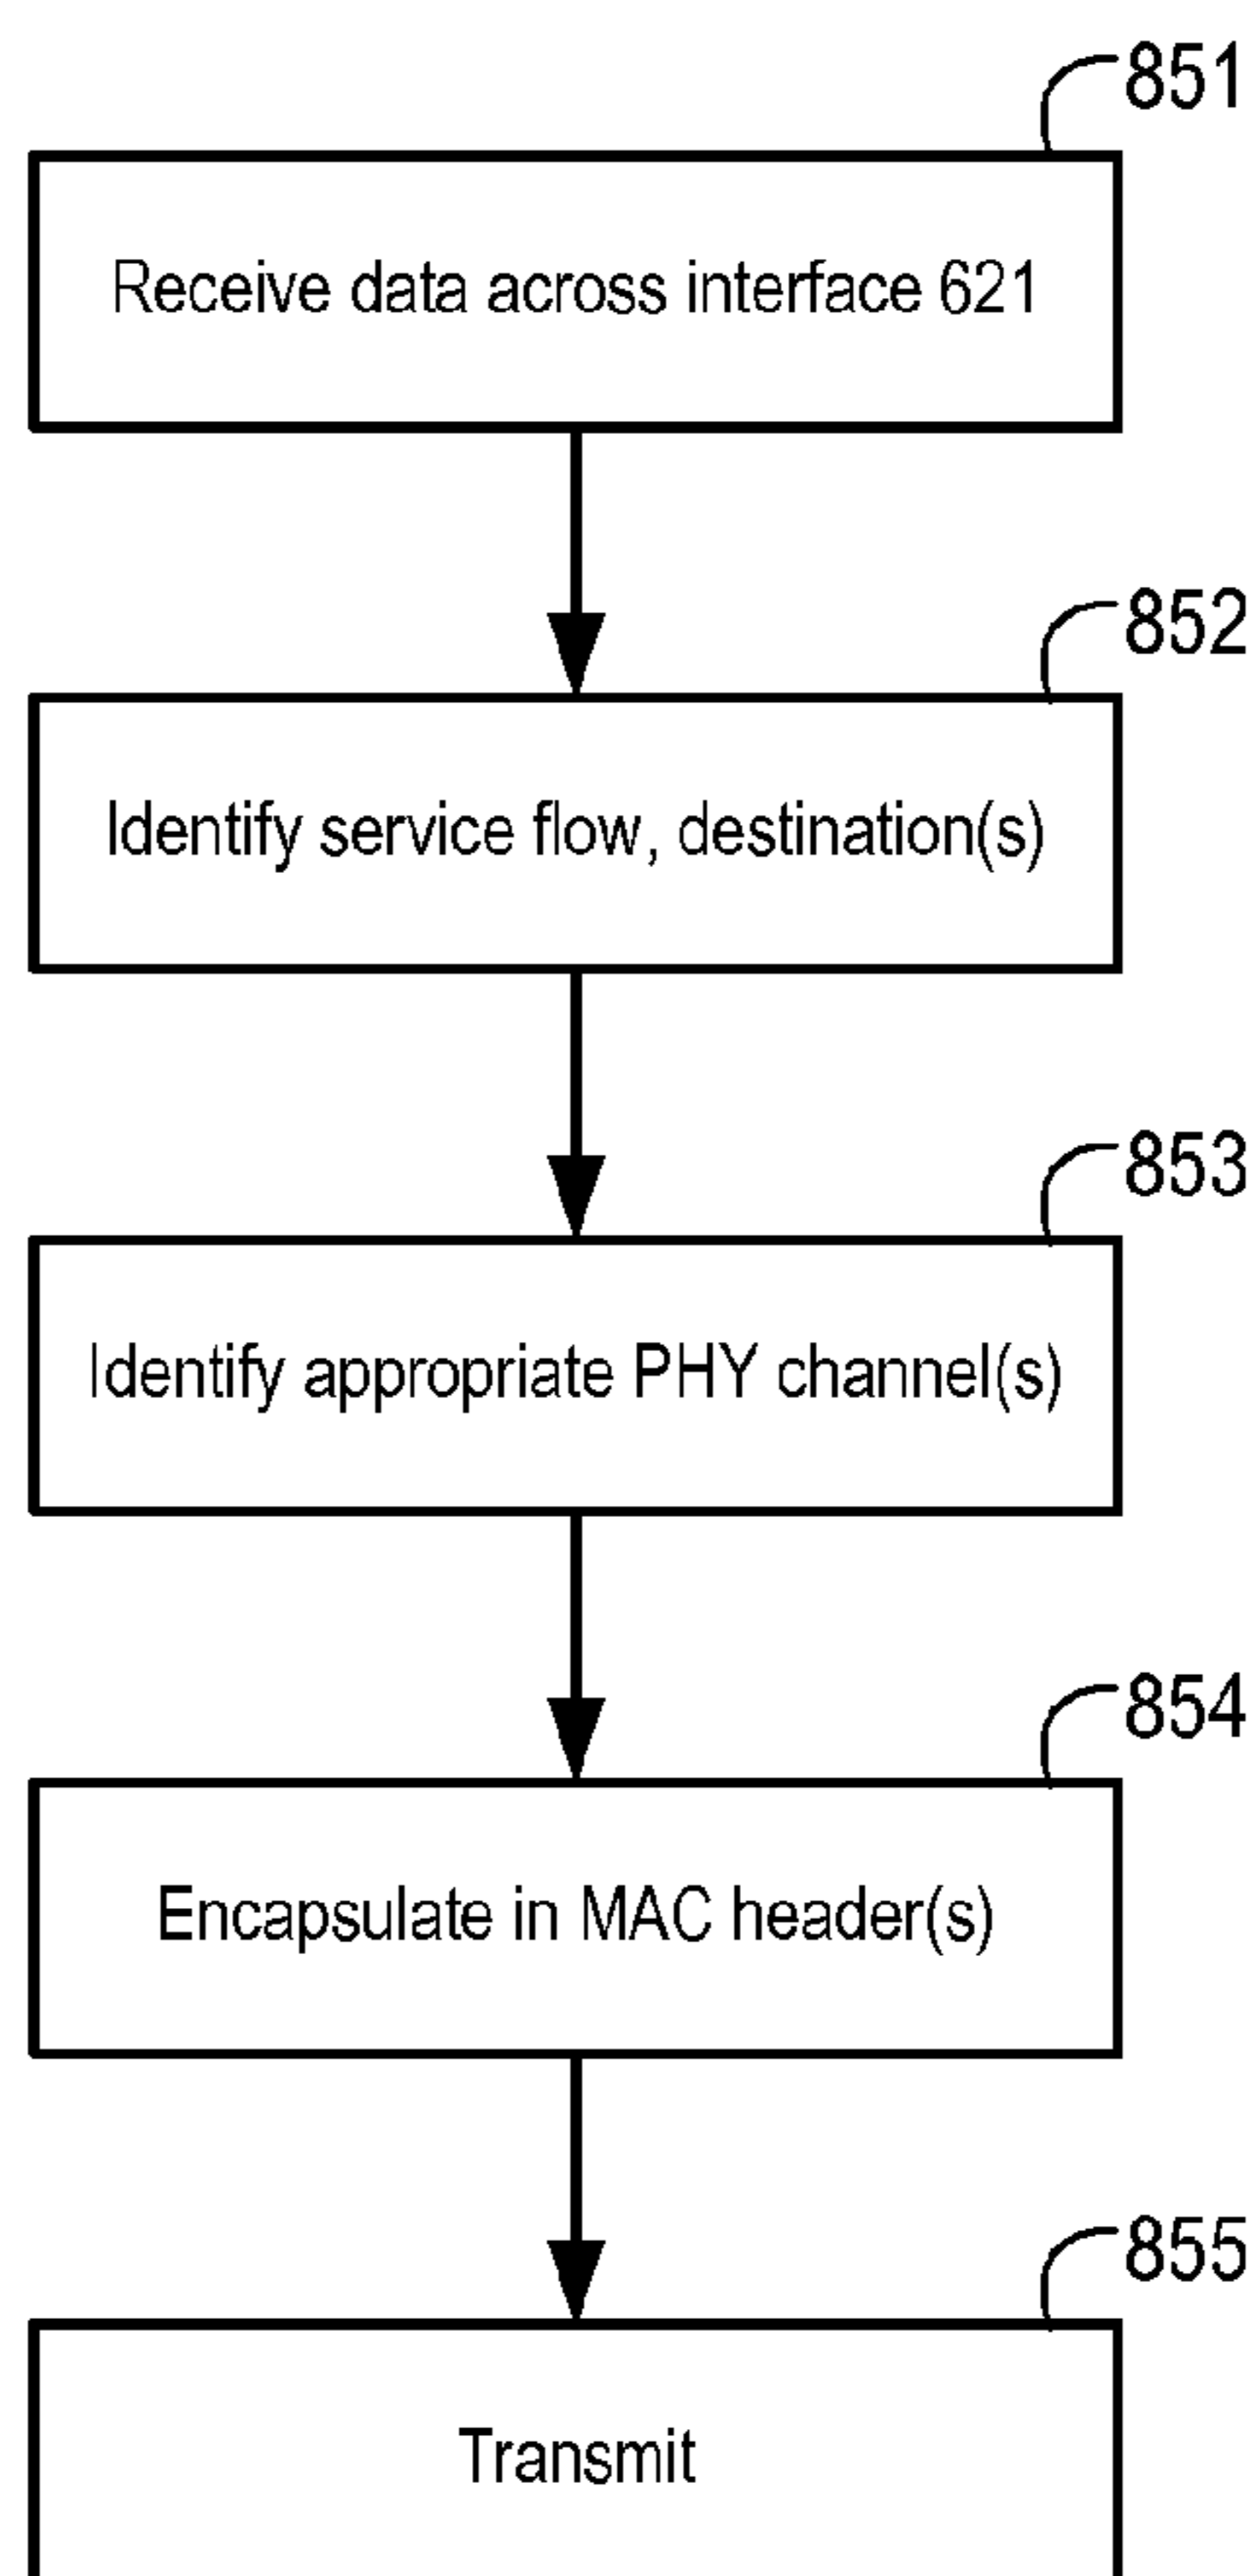 851
Receive data across interface 621
852
Identify service flow, destination(s)
853
Identify appropriate PHY channel(s)
854
Encapsulate in MAC header(s)
855
Transmit